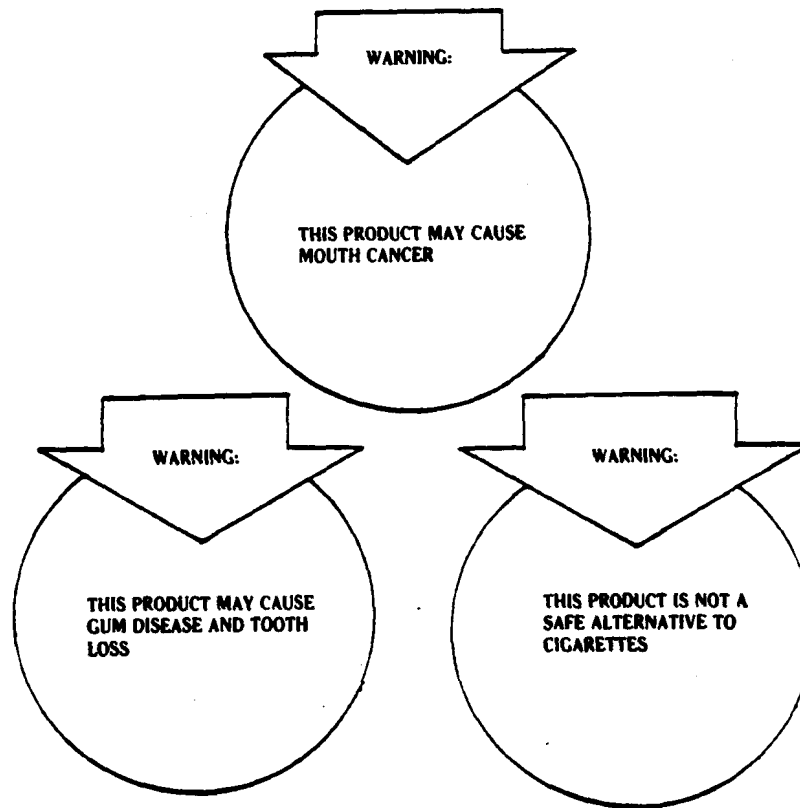 WARNING:
THIS PRODUCT MAY CAUSE
MOUTH CANCER
WARNING:
THIS PRODUCT MAY CAUSE
GUM DISEASE AND TOOTH
LOSS
WARNING:
THIS PRODUCT IS NOT A
SAFE ALTERNATIVE TO
CIGARETTES